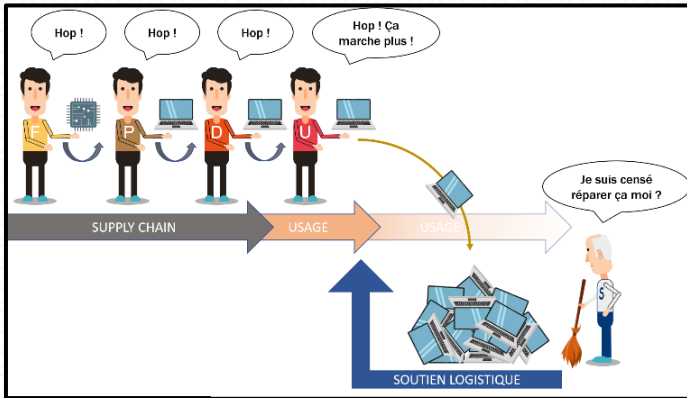 Hop !
Hop !
Hop !
Hop ! Ça
marche plus !
F
P
D
U
Je suis censé
réparer ça moi ?
SUPPLY CHAIN
USAGE
USAGE
S
SOUTIEN LOGISTIQUE